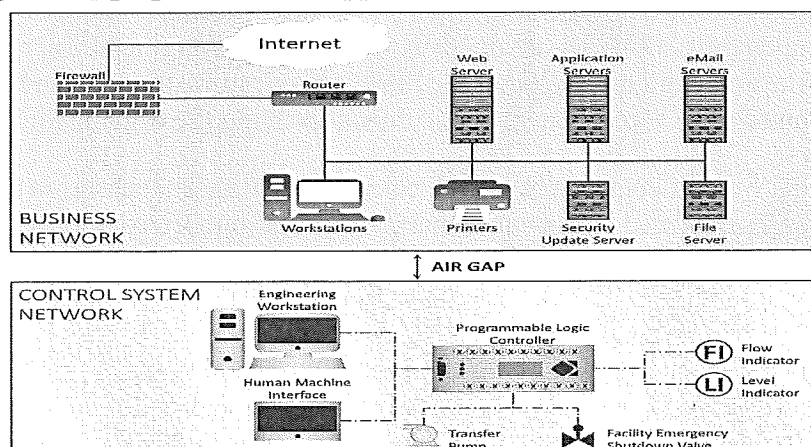 Internet
Firewall
Router
Web
Server
Application
Servers
eMail
Servers
Workstations
Printers
Security
Update Server
File
Server
BUSINESS
NETWORK
AIR GAP
CONTROL SYSTEM
NETWORK
Engineering
Workstation
Programmable Logic
Controller
FI
Flow
Indicator
LI
Level
Indicator
Human Machine
Interface
Transfer
Pump
Facility Emergency
Shutdown Valve